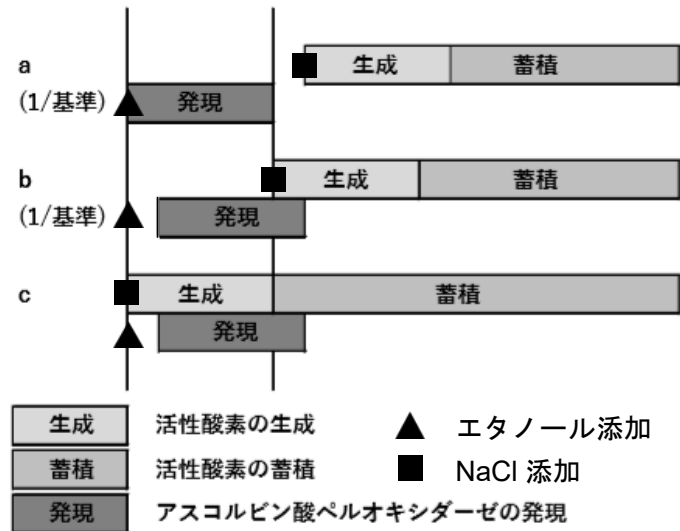 a
生成 蓄積
(1/基準) 発現
b
生成 蓄積
(1/基準) 発現
c
生成 蓄積
発現
生成 活性酸素の生成
エタノール添加
蓄積 活性酸素の蓄積
NaCl 添加
発現 アスコルビン酸ペルオキシダーゼの発現